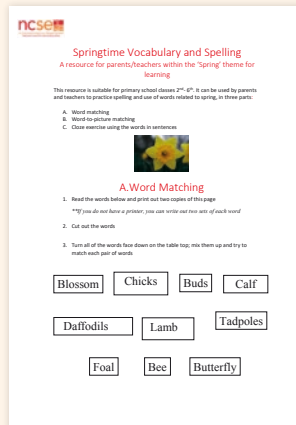 ncse
Springtime Vocabulary and Spelling
A resource for parents/teachers within the 'Spring' theme for
learning
This resource is suitable for primary school classes 2nd- 6th. It can be used by parents
and teachers to practice spelling and use of words related to spring, in three parts:
A. Word matching
B. Word-to-picture matching
C. Cloze exercise using the words in sentences
A.Word Matching
1. Read the words below and print out two copies of this page
**If you do not have a printer, you can write out two sets of each word
2. Cut out the words
3. Turn all of the words face down on the table top; mix them up and try to
match each pair of words
Blossom Chicks Buds Calf
Daffodils Lamb Tadpoles
Foal Bee Butterfly